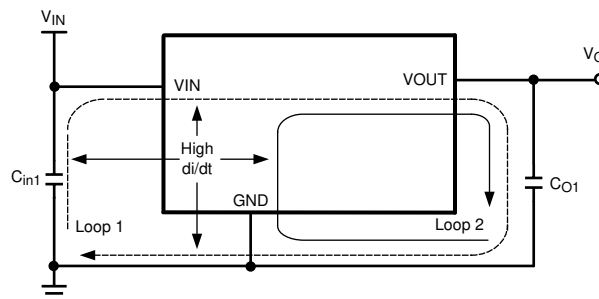 VIN
VO
VIN
VOUT
High
di/dt
Cin1
GND
CO1
Loop 1
Loop 2